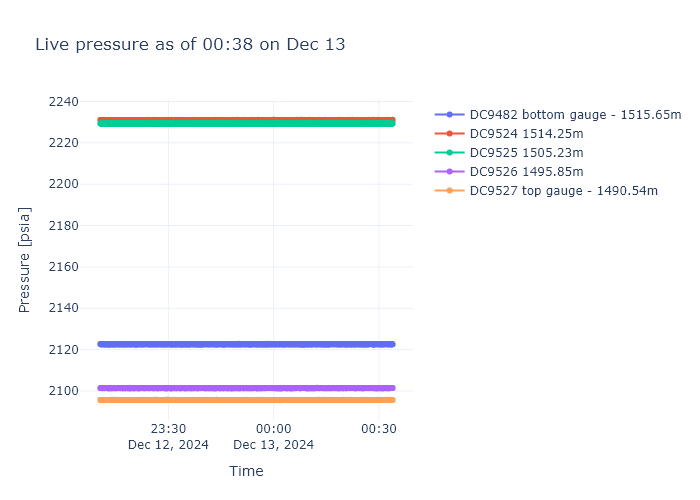 Live pressure as of 00:38 on Dec 13
2240
2220
2200
2180
2160
2140
2120
2100
Pressure [psia]
23:30
Dec 12, 2024
00:00
Dec 13, 2024
00:30
Time
DC9482 bottom gauge - 1515.65m
DC9524 1514.25m
DC9525 1505.23m
DC9526 1495.85m
DC9527 top gauge - 1490.54m